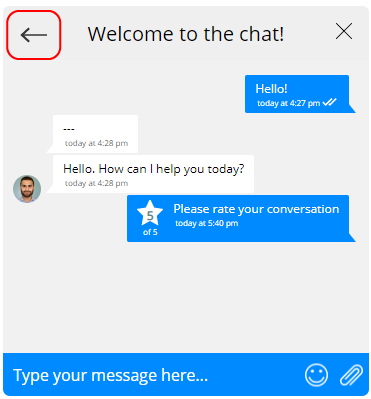 Welcome to the chat!
Hello!
today at 4:27 pm
---
today at 4:28 pm
Hello. How can I help you today?
today at 4:28 pm
5 Please rate your conversation
of 5 today at 5:40 pm
Type your message here...